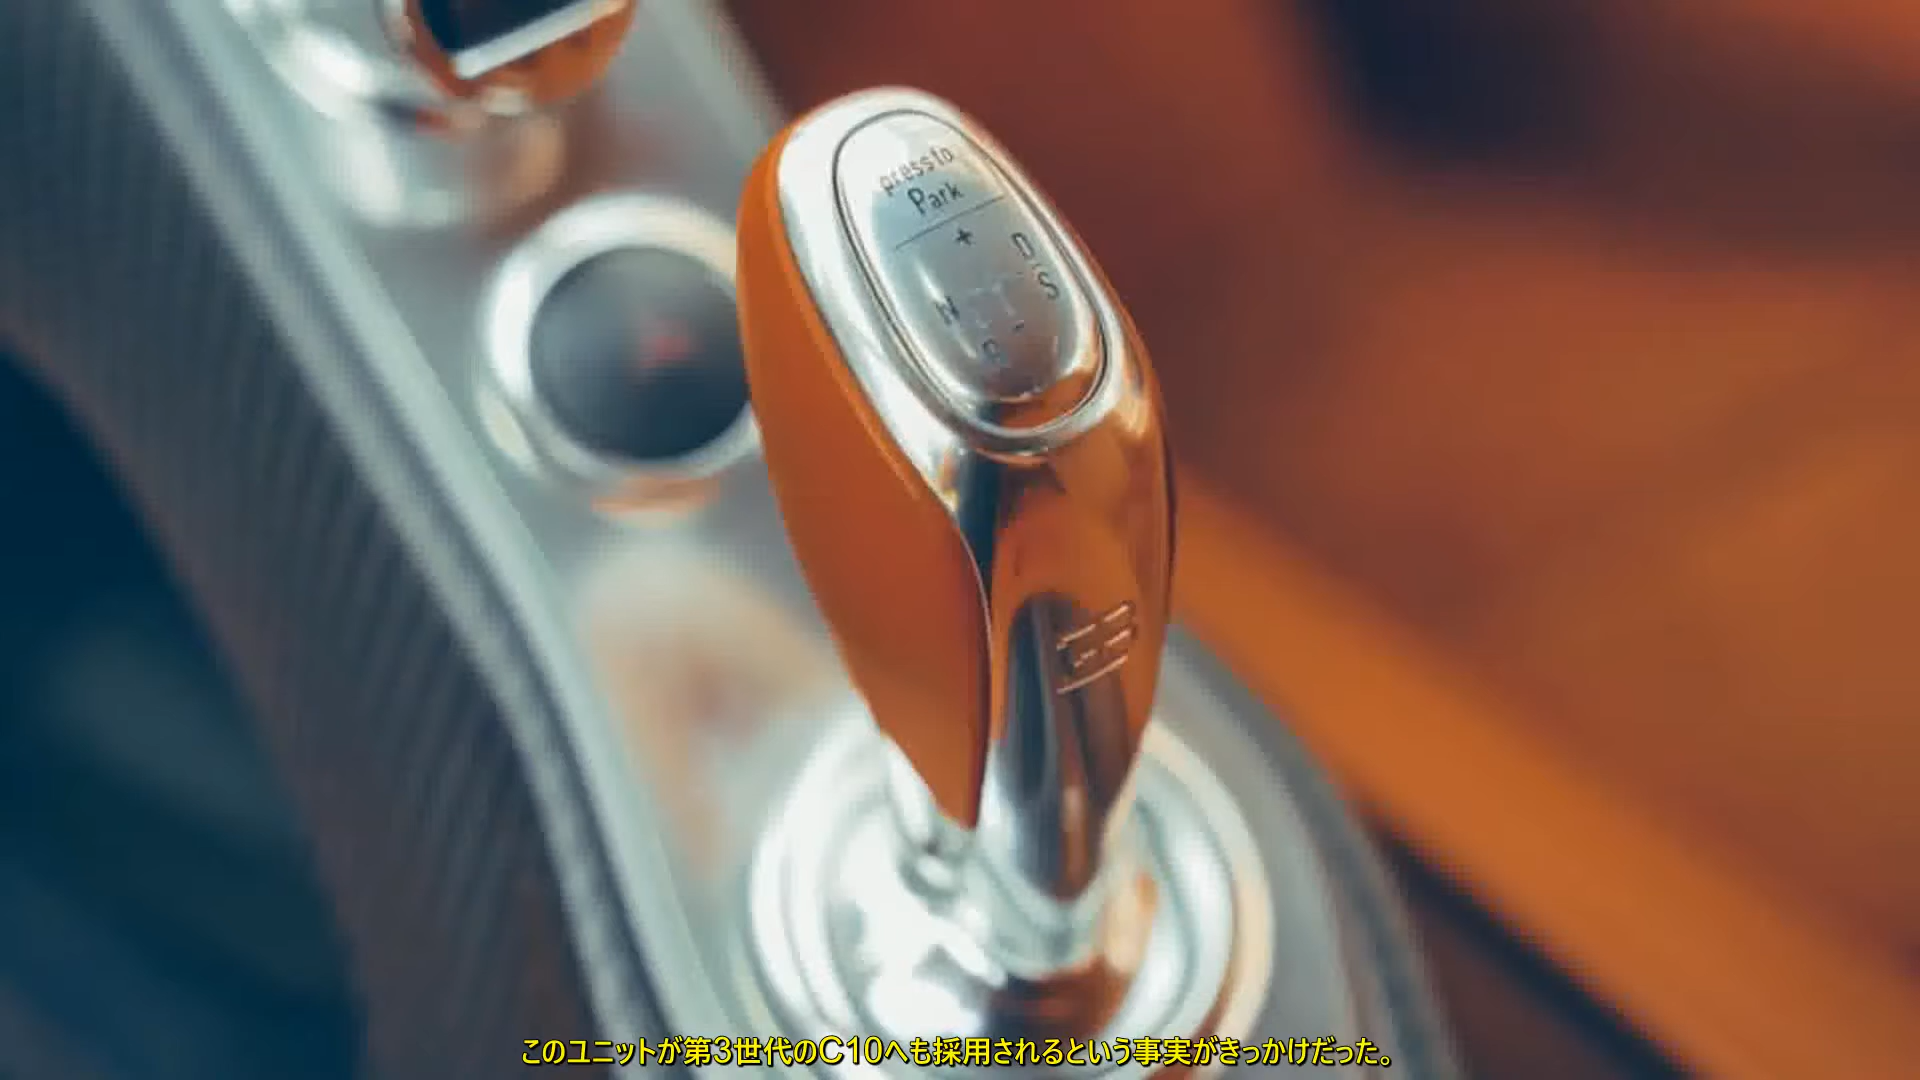 press to
Park
+
D
S
N
-
R
EB
このユニットが第3世代のC10へも採用されるという事実がきっかけだった。